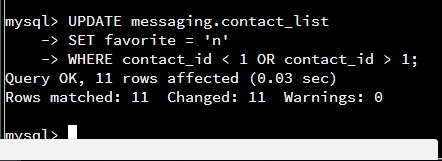 mysql> UPDATE messaging.contact_list
    -> SET favorite = 'n'
    -> WHERE contact_id < 1 OR contact_id > 1;
Query OK, 11 rows affected (0.03 sec)
Rows matched: 11  Changed: 11  Warnings: 0

mysql>